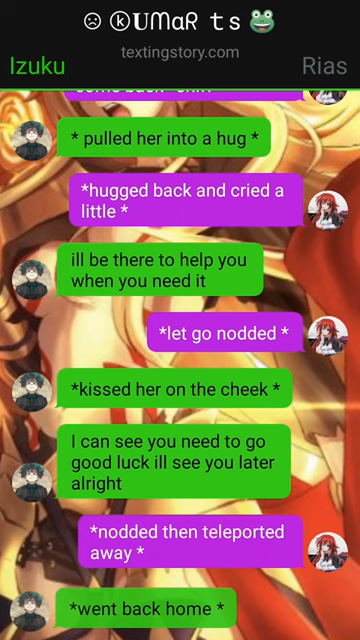 ☹ ⓚᑌᗰᗩᖇ ｔｓ 🐸
textingstory.com
Izuku
Rias
* pulled her into a hug *
*hugged back and cried a
little *
ill be there to help you
when you need it
*let go nodded *
*kissed her on the cheek *
I can see you need to go
good luck ill see you later
alright
*nodded then teleported
away *
*went back home *